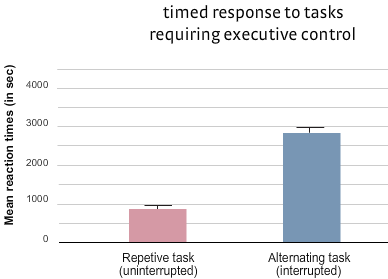 timed response to tasks
requiring executive control
Mean reaction times (in sec)
4000
3000
2000
1000
0
Repetive task
(uninterrupted)
Alternating task
(interrupted)